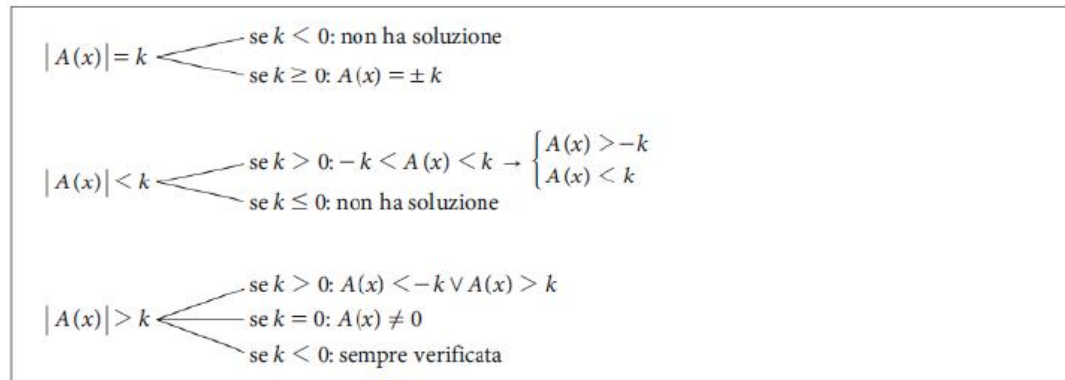 se k < 0: non ha soluzione
|A(x)| = k
se k ≥ 0: A(x) = ± k
se k > 0: − k < A(x) < k → { A(x) > −k
A(x) < k
|A(x)| < k
se k ≤ 0: non ha soluzione
se k > 0: A(x) < −k ∨ A(x) > k
|A(x)| > k se k = 0: A(x) ≠ 0
se k < 0: sempre verificata